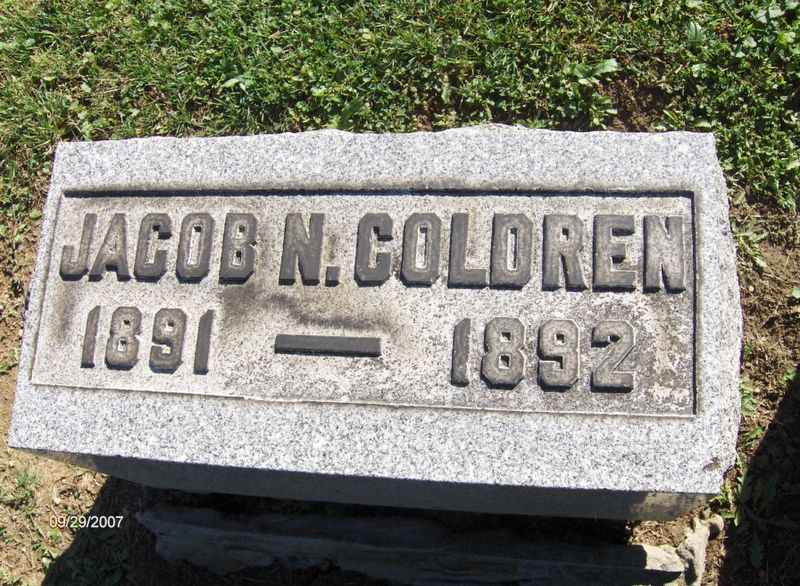 JACOB N. COLDREN
1891 — 1892
09/29/2007